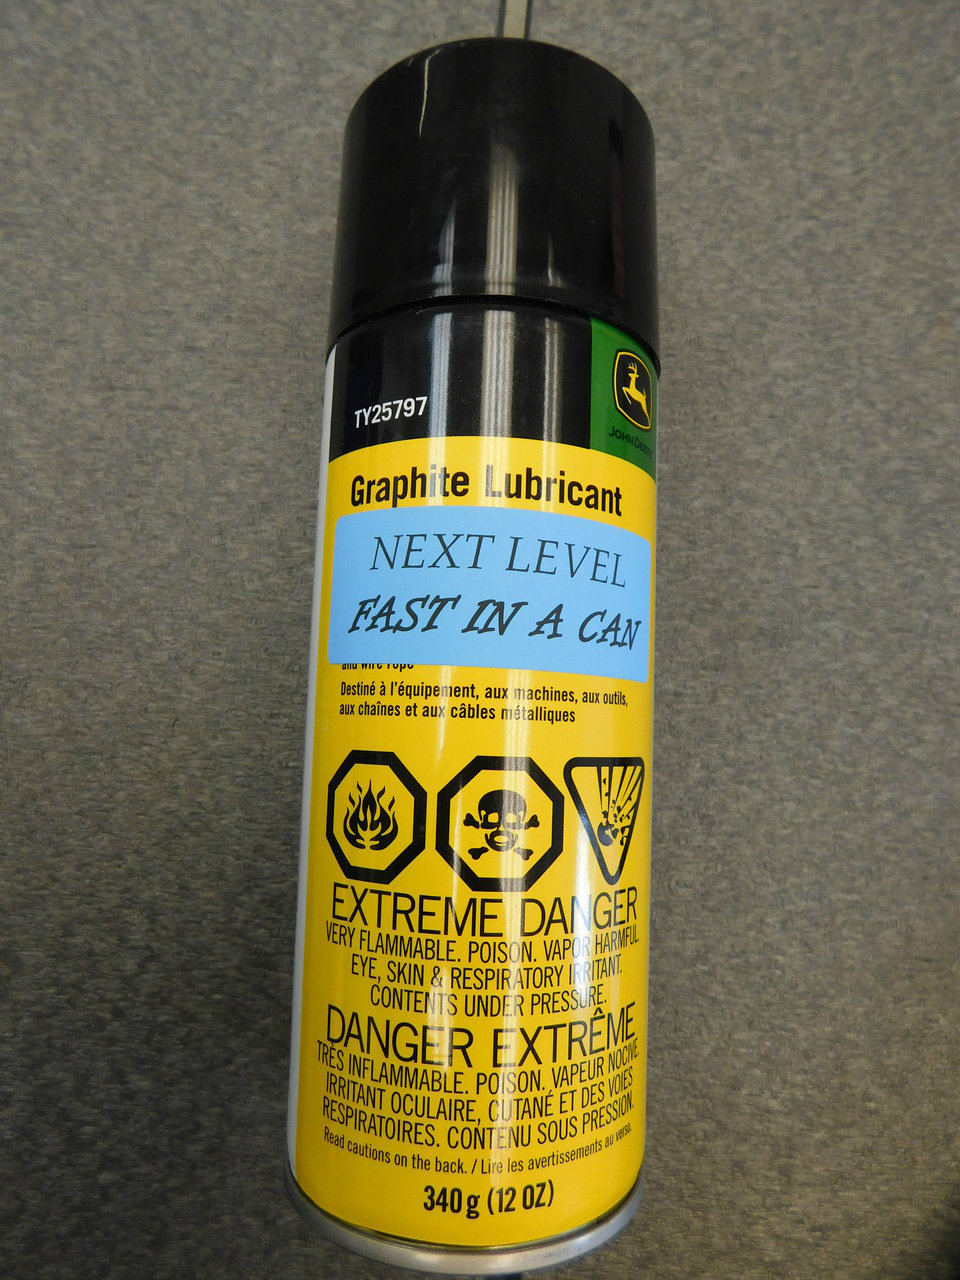 TY25797
JOHN DEERE
Graphite Lubricant
NEXT LEVEL
FAST IN A CAN
and wire rope
Destiné à l'équipement, aux machines, aux outils,
aux chaînes et aux câbles métalliques
EXTREME DANGER
VERY FLAMMABLE. POISON. VAPOR HARMFUL.
EYE, SKIN & RESPIRATORY IRRITANT.
CONTENTS UNDER PRESSURE.
DANGER EXTRÊME
TRÈS INFLAMMABLE. POISON. VAPEUR NOCIVE.
IRRITANT OCULAIRE, CUTANÉ ET DES VOIES
RESPIRATOIRES. CONTENU SOUS PRESSION.
Read cautions on the back. / Lire les avertissements au verso.
340 g (12 OZ)